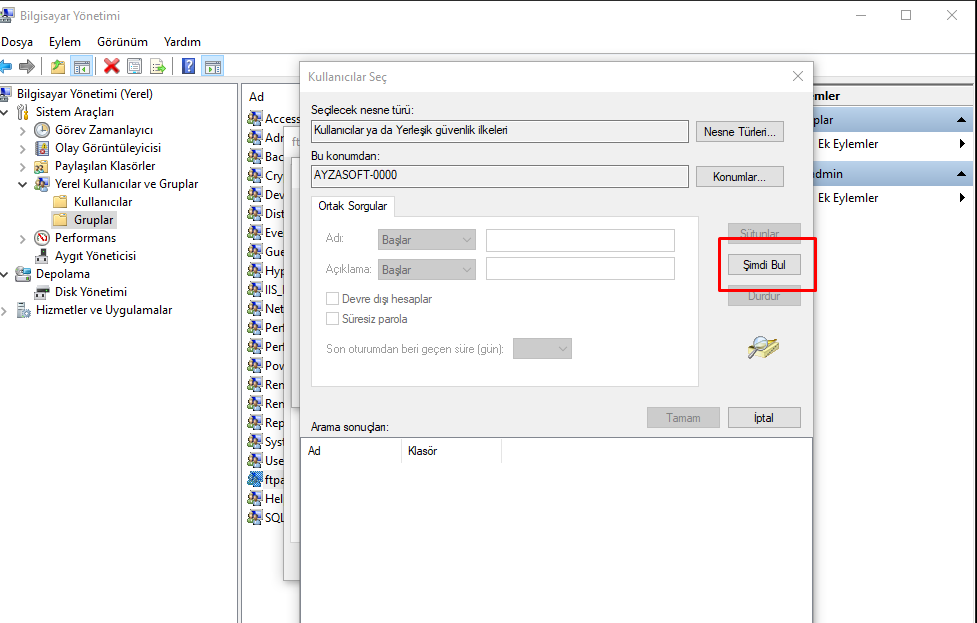 Bilgisayar Yönetimi
Dosya Eylem Görünüm Yardım
Bilgisayar Yönetimi (Yerel)
Sistem Araçları
Görev Zamanlayıcı
Olay Görüntüleyicisi
Paylaşılan Klasörler
Yerel Kullanıcılar ve Gruplar
Kullanıcılar
Gruplar
Performans
Aygıt Yöneticisi
Depolama
Disk Yönetimi
Hizmetler ve Uygulamalar
Ad
Access
Adr
Bac
Cry
Dev
Dist
Eve
Gue
Hyp
IIS_
Net
Perf
Perf
Pov
Ren
Ren
Rep
Syst
Use
ftpa
Hel
SQL
ft
Kullanıcılar Seç
Seçilecek nesne türü:
Kullanıcılar ya da Yerleşik güvenlik ilkeleri
Nesne Türleri...
Bu konumdan:
AYZASOFT-0000
Konumlar...
Ortak Sorgular
Adı: Başlar
Açıklama: Başlar
Devre dışı hesaplar
Süresiz parola
Son oturumdan beri geçen süre (gün):
Sütunlar...
Şimdi Bul
Durdur
Tamam
İptal
Arama sonuçları:
Ad Klasör
mler
plar
Ek Eylemler
dmin
Ek Eylemler